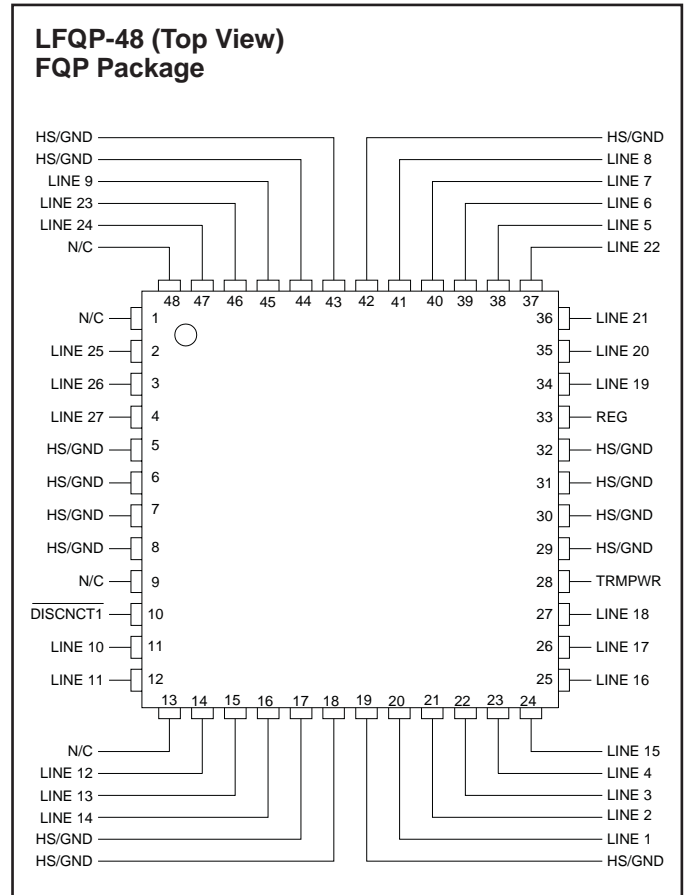 LFQP-48 (Top View)
FQP Package
HS/GND
HS/GND
LINE 9
LINE 23
LINE 24
N/C
HS/GND
LINE 8
LINE 7
LINE 6
LINE 5
LINE 22
48 47 46 45 44 43 42 41 40 39 38 37
N/C 1 36 LINE 21
LINE 25 2 35 LINE 20
LINE 26 3 34 LINE 19
LINE 27 4 33 REG
HS/GND 5 32 HS/GND
HS/GND 6 31 HS/GND
HS/GND 7 30 HS/GND
HS/GND 8 29 HS/GND
N/C 9 28 TRMPWR
DISCNCT1 10 27 LINE 18
LINE 10 11 26 LINE 17
LINE 11 12 25 LINE 16
13 14 15 16 17 18 19 20 21 22 23 24
N/C
LINE 12
LINE 13
LINE 14
HS/GND
HS/GND
LINE 15
LINE 4
LINE 3
LINE 2
LINE 1
HS/GND